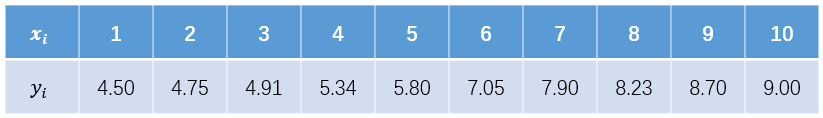 xᵢ 1 2 3 4 5 6 7 8 9 10
yᵢ 4.50 4.75 4.91 5.34 5.80 7.05 7.90 8.23 8.70 9.00